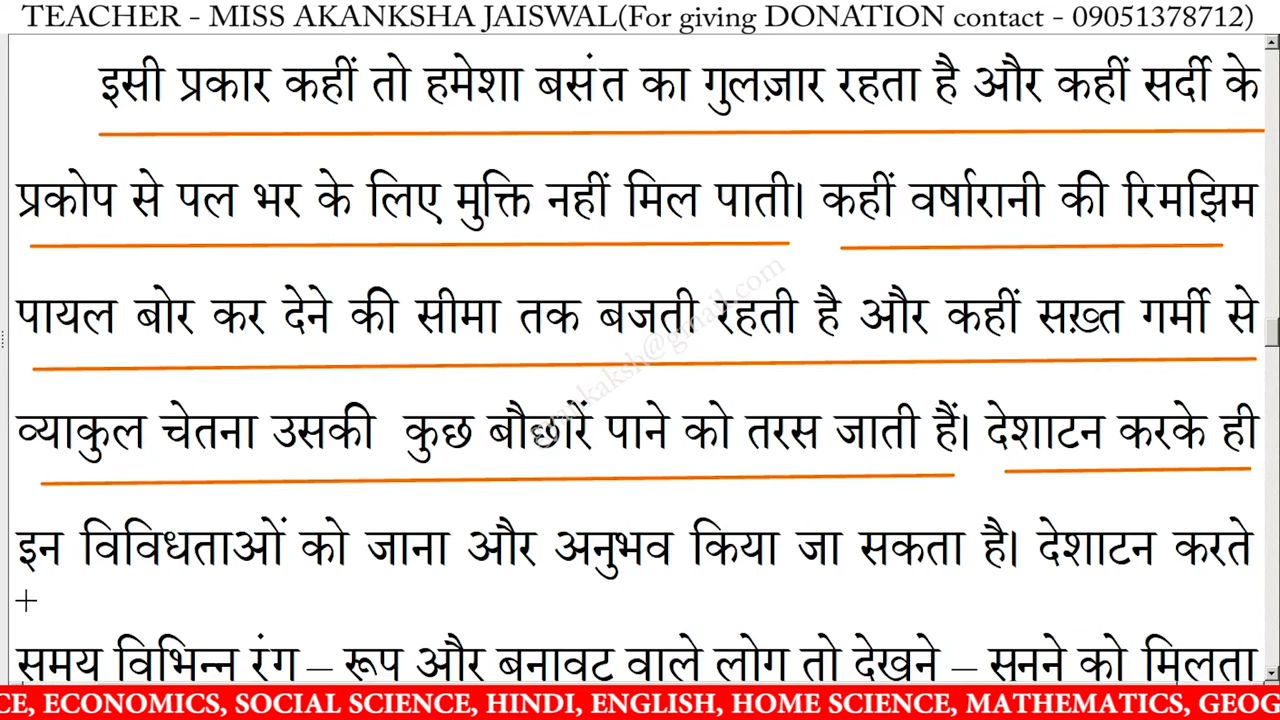 TEACHER - MISS AKANKSHA JAISWAL(For giving DONATION contact - 09051378712)
इसी प्रकार कहीं तो हमेशा बसंत का गुलज़ार रहता है और कहीं सर्दी के
प्रकोप से पल भर के लिए मुक्ति नहीं मिल पाती। कहीं वर्षारानी की रिमझिम
पायल बोर कर देने की सीमा तक बजती रहती है और कहीं सख़्त गर्मी से
व्याकुल चेतना उसकी कुछ बौछारें पाने को तरस जाती हैं। देशाटन करके ही
इन विविधताओं को जाना और अनुभव किया जा सकता है। देशाटन करते
समय विभिन्न रंग – रूप और बनावट वाले लोग तो देखने – सुनने को मिलता
ECONOMICS, SOCIAL SCIENCE, HINDI, ENGLISH, HOME SCIENCE, MATHEMATICS,